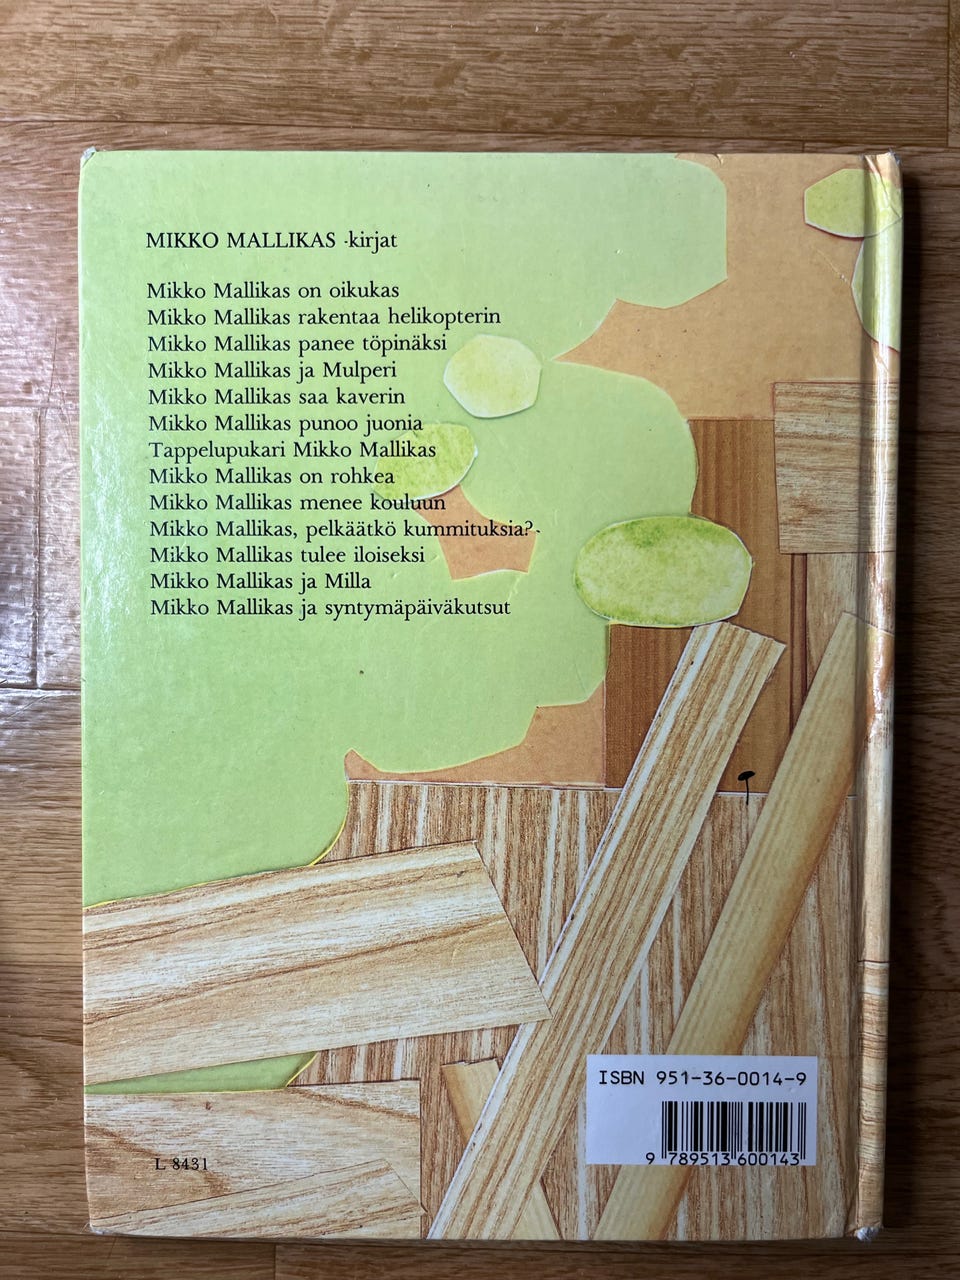 MIKKO MALLIKAS -kirjat
Mikko Mallikas on oikukas
Mikko Mallikas rakentaa helikopterin
Mikko Mallikas panee töpinäksi
Mikko Mallikas ja Mulperi
Mikko Mallikas saa kaverin
Mikko Mallikas punoo juonia
Tappelupukari Mikko Mallikas
Mikko Mallikas on rohkea
Mikko Mallikas menee kouluun
Mikko Mallikas, pelkäätkö kummituksia?
Mikko Mallikas tulee iloiseksi
Mikko Mallikas ja Milla
Mikko Mallikas ja syntymäpäiväkutsut
ISBN 951-36-0014-9
9 789513 600143
L 8431